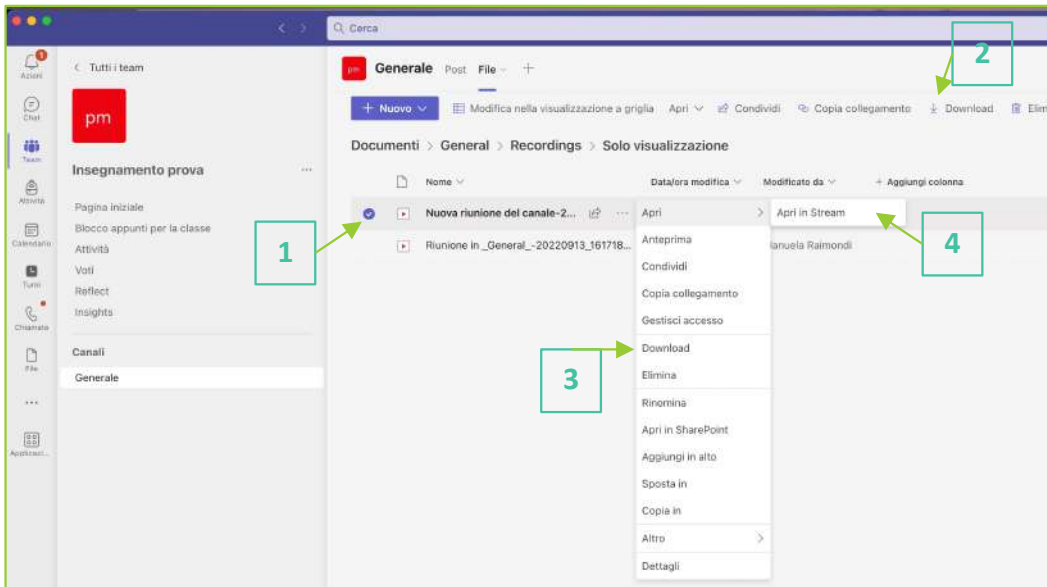 Cerca
2
Azioni
Chat
Team
Attività
Calendario
Turni
Chiamate
File
Applicazi...
Tutti i team
pm
Insegnamento prova
Pagina iniziale
Blocco appunti per la classe
Attività
Voti
Reflect
Insights
Canali
Generale
pm Generale Post File
Nuovo Modifica nella visualizzazione a griglia Apri Condividi Copia collegamento Download Elim
Documenti > General > Recordings > Solo visualizzazione
Nome Data/ora modifica Modificato da + Aggiungi colonna
1
Nuova riunione del canale-2...
Riunione in _General_-20220913_161718... Manuela Raimondi
Apri
Apri in Stream
4
Anteprima
Condividi
Copia collegamento
Gestisci accesso
3
Download
Elimina
Rinomina
Apri in SharePoint
Aggiungi in alto
Sposta in
Copia in
Altro
Dettagli